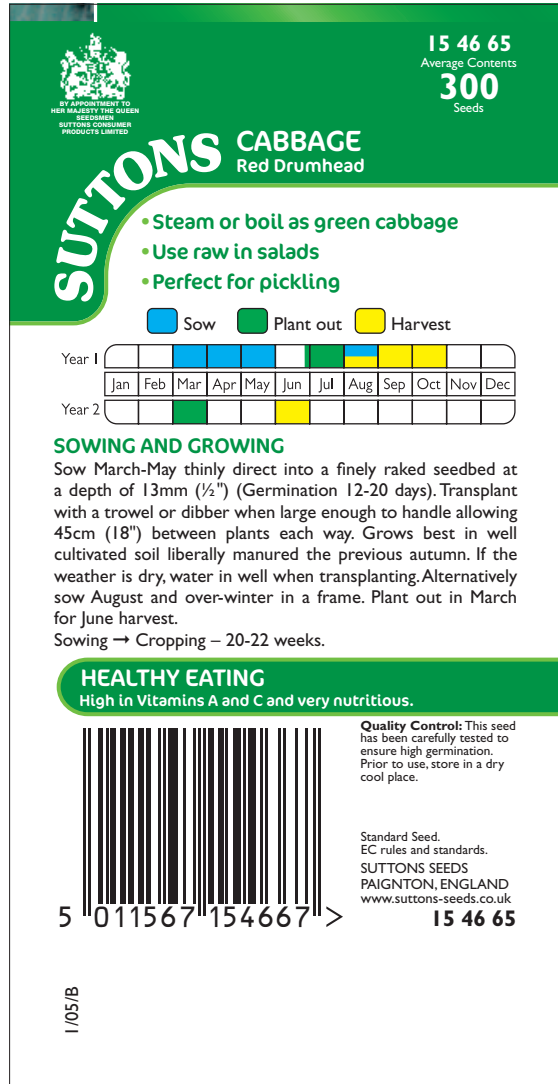 15 46 65
Average Contents
300
Seeds
BY APPOINTMENT TO
HER MAJESTY THE QUEEN
SEEDSMEN
SUTTONS CONSUMER
PRODUCTS LIMITED
SUTTONS
CABBAGE
Red Drumhead
• Steam or boil as green cabbage
• Use raw in salads
• Perfect for pickling
Sow Plant out Harvest
Year 1
Jan Feb Mar Apr May Jun Jul Aug Sep Oct Nov Dec
Year 2
SOWING AND GROWING
Sow March-May thinly direct into a finely raked seedbed at
a depth of 13mm (½") (Germination 12-20 days). Transplant
with a trowel or dibber when large enough to handle allowing
45cm (18") between plants each way. Grows best in well
cultivated soil liberally manured the previous autumn. If the
weather is dry, water in well when transplanting. Alternatively
sow August and over-winter in a frame. Plant out in March
for June harvest.
Sowing → Cropping – 20-22 weeks.
HEALTHY EATING
High in Vitamins A and C and very nutritious.
Quality Control: This seed
has been carefully tested to
ensure high germination.
Prior to use, store in a dry
cool place.
Standard Seed.
EC rules and standards.
SUTTONS SEEDS
PAIGNTON, ENGLAND
www.suttons-seeds.co.uk
15 46 65
5 011567 154667 >
1/05/B